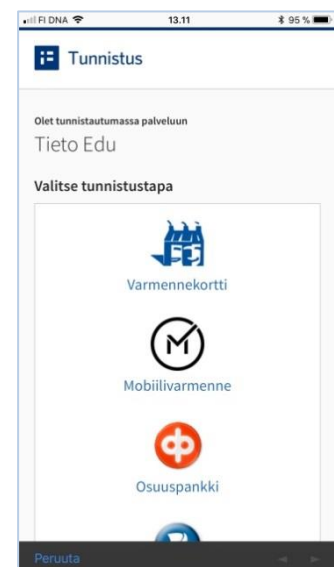 FI DNA 13.11 95 %
Tunnistus
Olet tunnistautumassa palveluun
Tieto Edu
Valitse tunnistustapa
Varmennekortti
Mobiilivarmenne
Osuuspankki
Peruuta